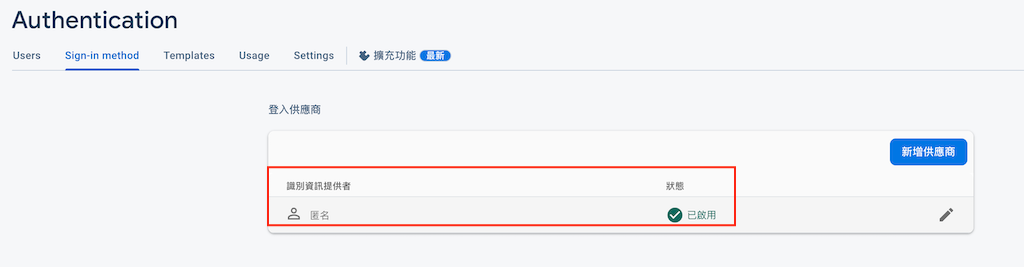 Authentication
Users Sign-in method Templates Usage Settings 擴充功能 最新
登入供應商
新增供應商
識別資訊提供者 狀態
匿名 已啟用